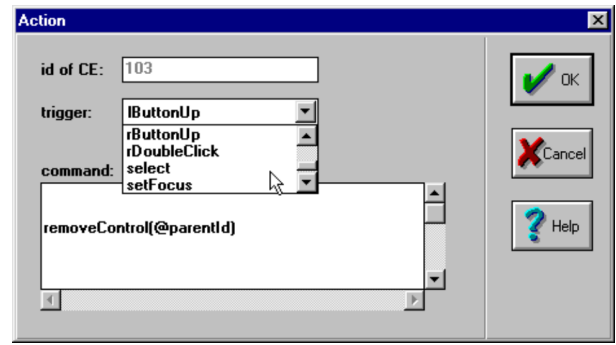 Action
id of CE: 103
trigger: lButtonUp
rButtonUp
rDoubleClick
select
setFocus
command:
removeControl(@parentId)
OK
Cancel
Help